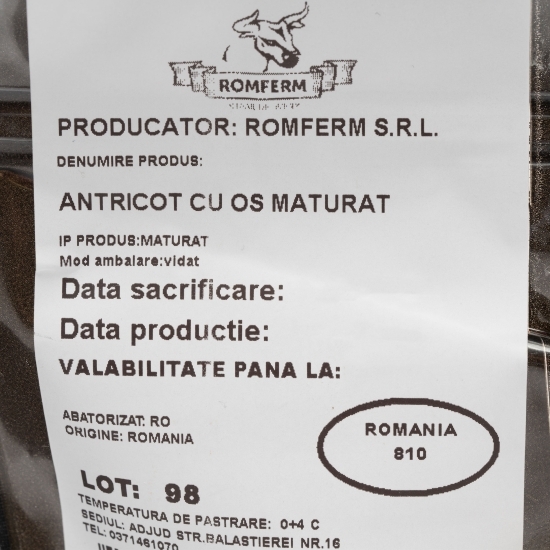 ROMFERM
PRODUCATOR: ROMFERM S.R.L.
DENUMIRE PRODUS:
ANTRICOT CU OS MATURAT
IP PRODUS:MATURAT
Mod ambalare:vidat
Data sacrificare:
Data productie:
VALABILITATE PANA LA:
ABATORIZAT: RO
ORIGINE: ROMANIA
ROMANIA
810
LOT: 98
TEMPERATURA DE PASTRARE: 0+4 C
SEDIUL: ADJUD STR.BALASTIEREI NR.16
TEL: 0371461070